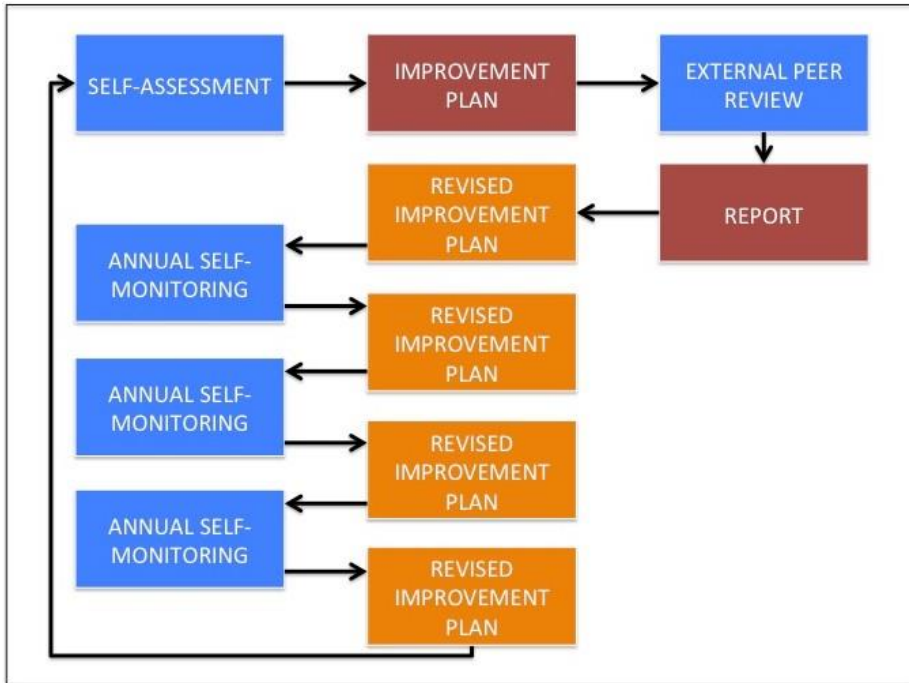 SELF-ASSESSMENT
IMPROVEMENT
PLAN
EXTERNAL PEER
REVIEW
REPORT
REVISED
IMPROVEMENT
PLAN
ANNUAL SELF-
MONITORING
REVISED
IMPROVEMENT
PLAN
ANNUAL SELF-
MONITORING
REVISED
IMPROVEMENT
PLAN
ANNUAL SELF-
MONITORING
REVISED
IMPROVEMENT
PLAN